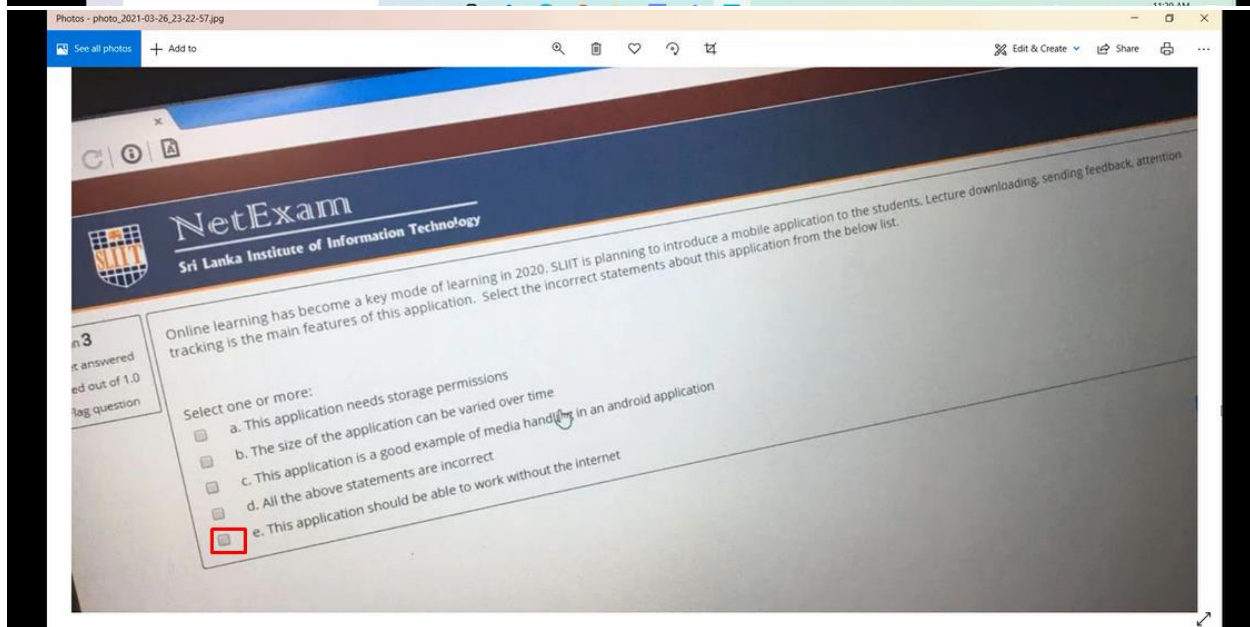 11:20 AM
Photos - photo_2021-03-26_23-22-57.jpg
See all photos
Add to
Edit & Create
Share
NetExam
SLIIT
Sri Lanka Institute of Information Technology
Online learning has become a key mode of learning in 2020. SLIIT is planning to introduce a mobile application to the students. Lecture downloading, sending feedback, attention
tracking is the main features of this application. Select the incorrect statements about this application from the below list.
n 3
t answered
ed out of 1.0
lag question
Select one or more:
a. This application needs storage permissions
b. The size of the application can be varied over time
c. This application is a good example of media handling in an android application
d. All the above statements are incorrect
e. This application should be able to work without the internet